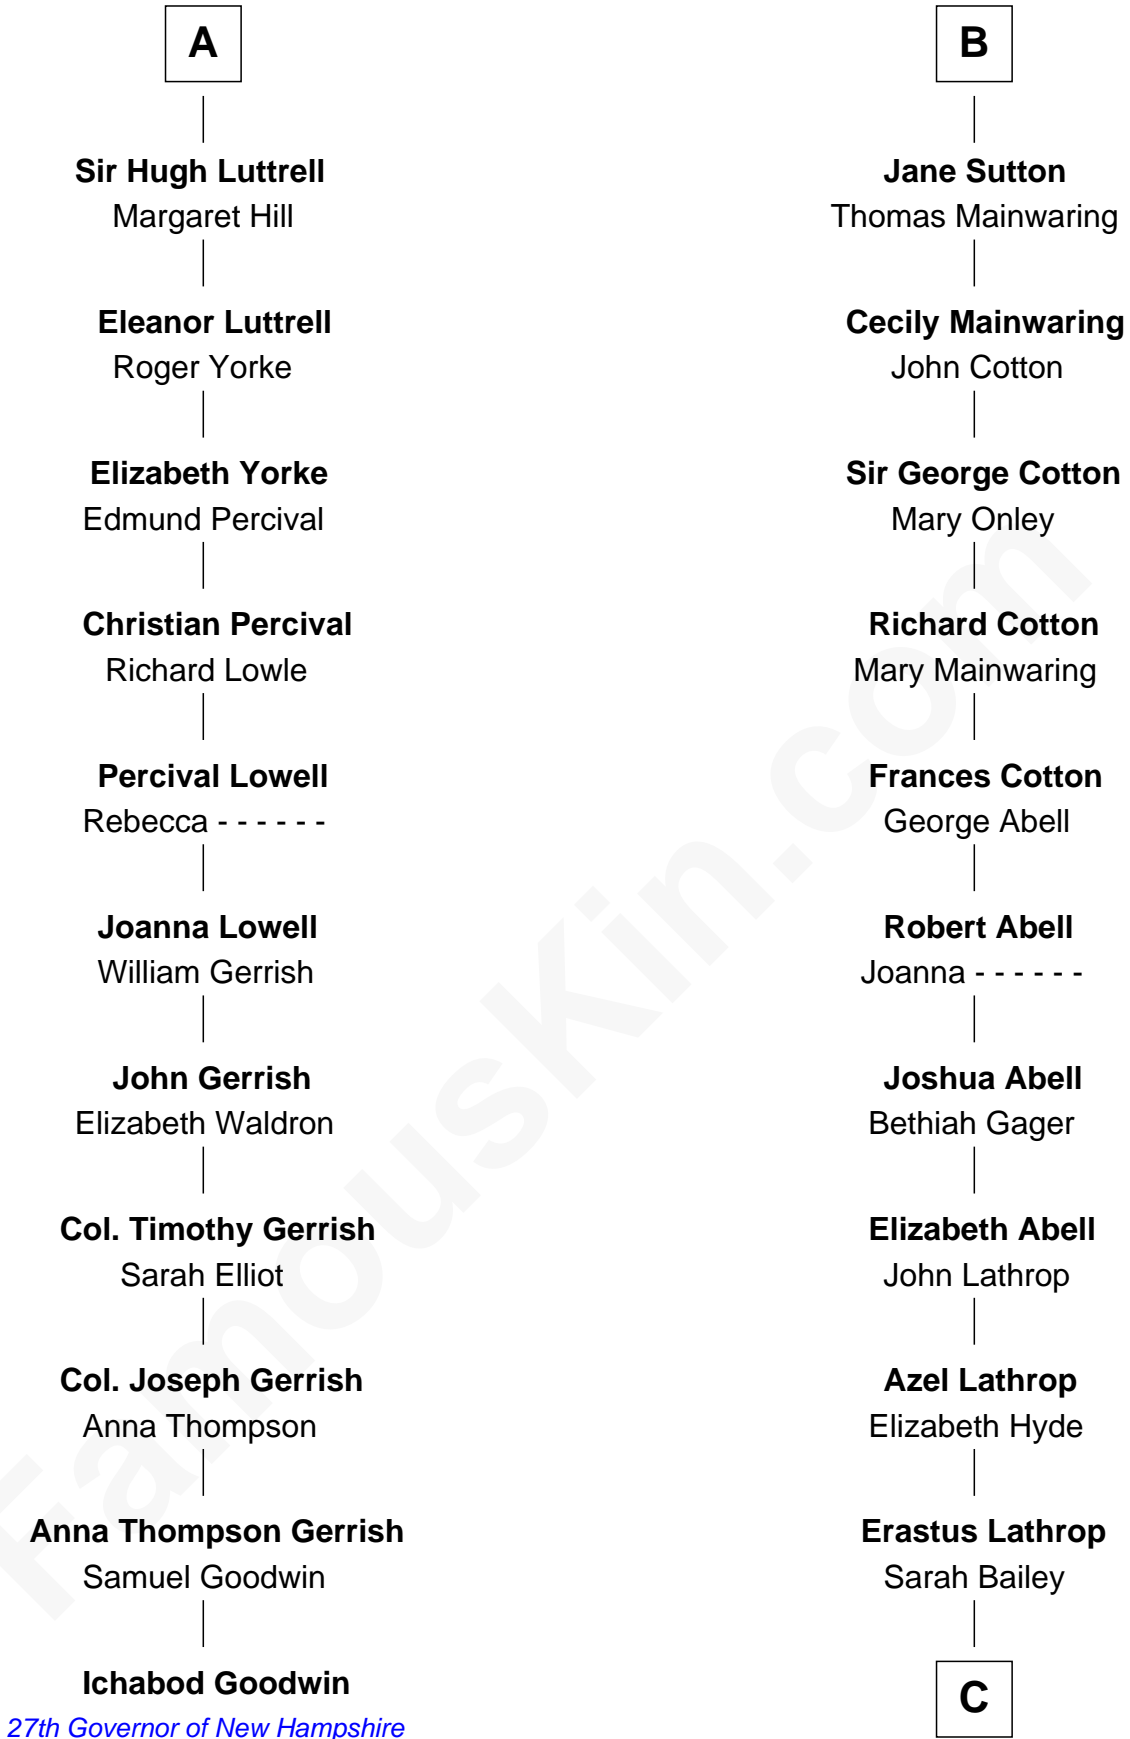 A
Sir Hugh Luttrell
Margaret Hill
Eleanor Luttrell
Roger Yorke
Elizabeth Yorke
Edmund Percival
Christian Percival
Richard Lowle
Percival Lowell
Rebecca - - - - - -
Joanna Lowell
William Gerrish
John Gerrish
Elizabeth Waldron
Col. Timothy Gerrish
Sarah Elliot
Col. Joseph Gerrish
Anna Thompson
Anna Thompson Gerrish
Samuel Goodwin
Ichabod Goodwin
27th Governor of New Hampshire
B
Jane Sutton
Thomas Mainwaring
Cecily Mainwaring
John Cotton
Sir George Cotton
Mary Onley
Richard Cotton
Mary Mainwaring
Frances Cotton
George Abell
Robert Abell
Joanna - - - - - -
Joshua Abell
Bethiah Gager
Elizabeth Abell
John Lathrop
Azel Lathrop
Elizabeth Hyde
Erastus Lathrop
Sarah Bailey
C
FamousKin.com